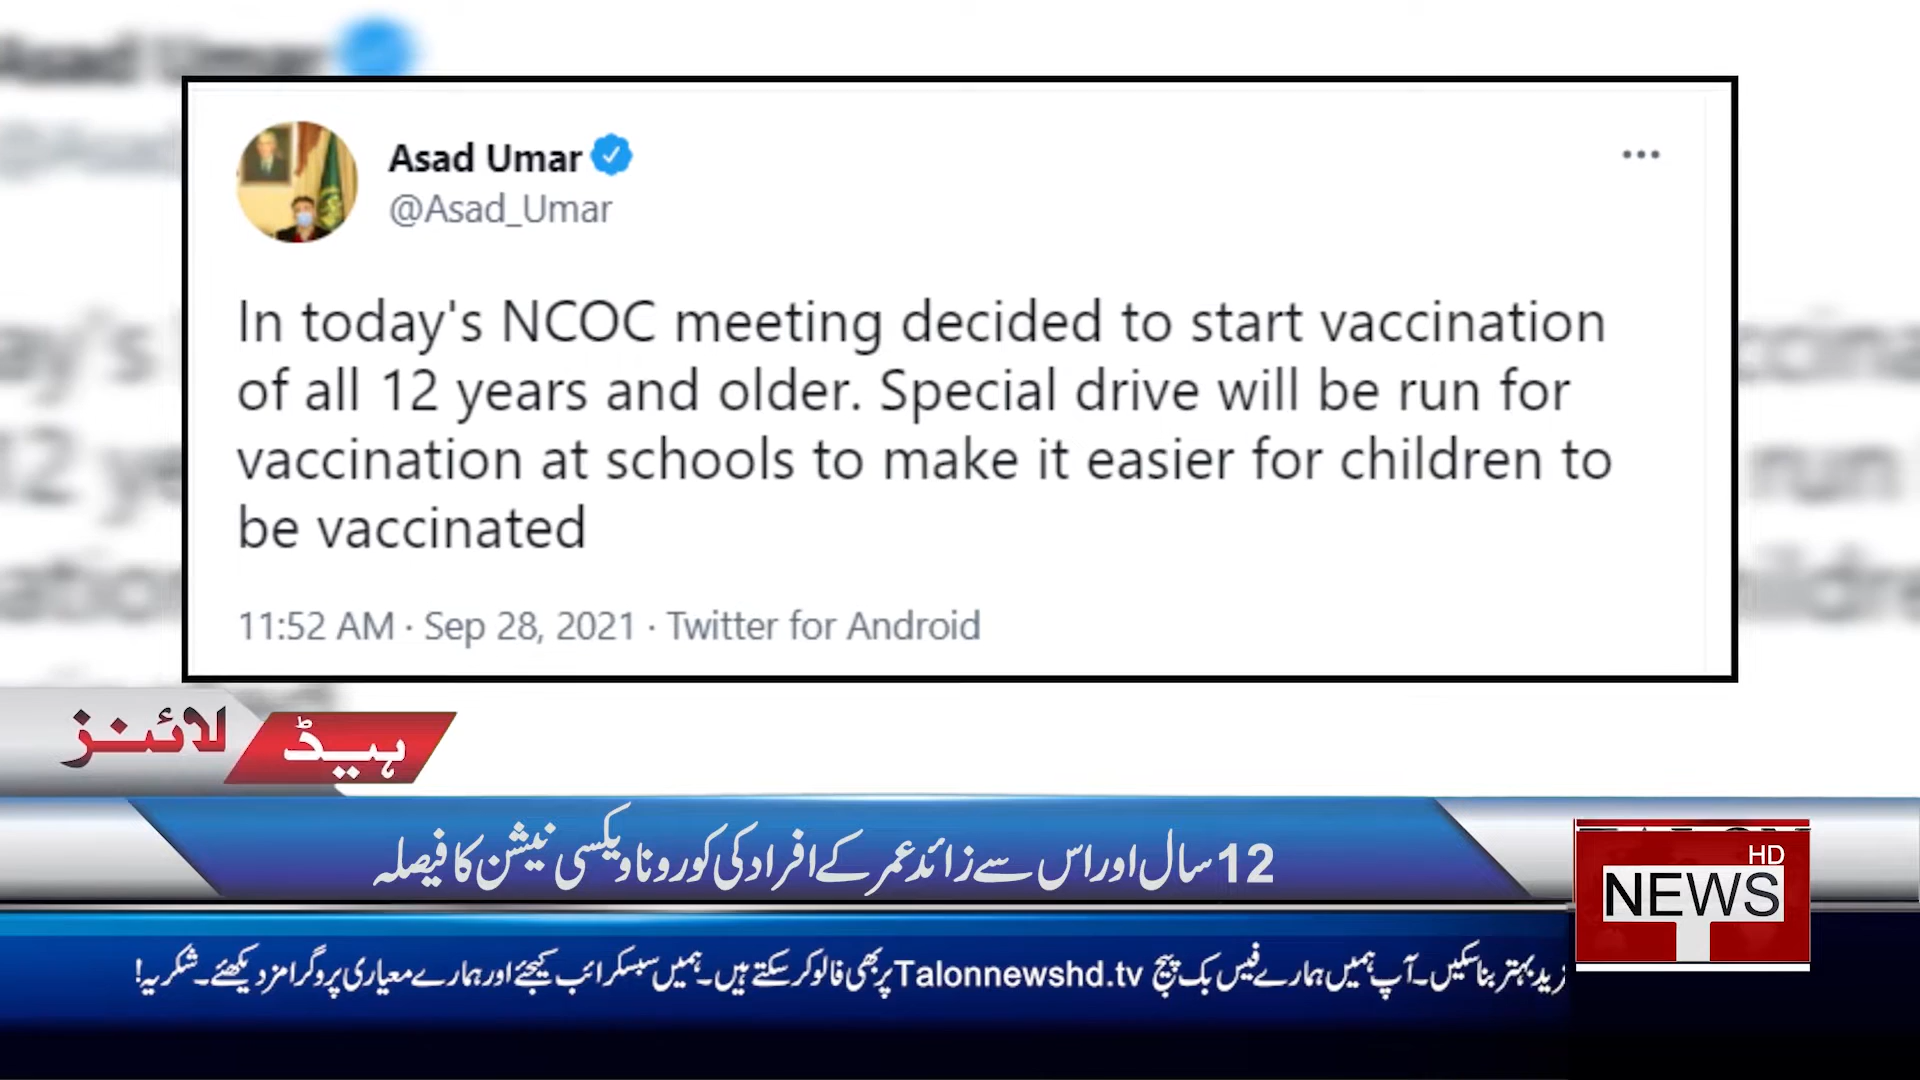 Asad Umar
@Asad_Umar
In today's NCOC meeting decided to start vaccination
of all 12 years and older. Special drive will be run for
vaccination at schools to make it easier for children to
be vaccinated
11:52 AM · Sep 28, 2021 · Twitter for Android
ہیڈ لائنز
12 سال اور اس سے زائد عمر کے افراد کی کورونا ویکسی نیشن کا فیصلہ
HD
NEWS
زید بہتر بنا سکیں۔ آپ ہمیں ہمارے فیس بک پیج Talonnewshd.tv پر بھی فالو کر سکتے ہیں۔ ہمیں سبسکرائب کیجئے اور ہمارے معیاری پروگرامز دیکھئے۔ شکریہ!